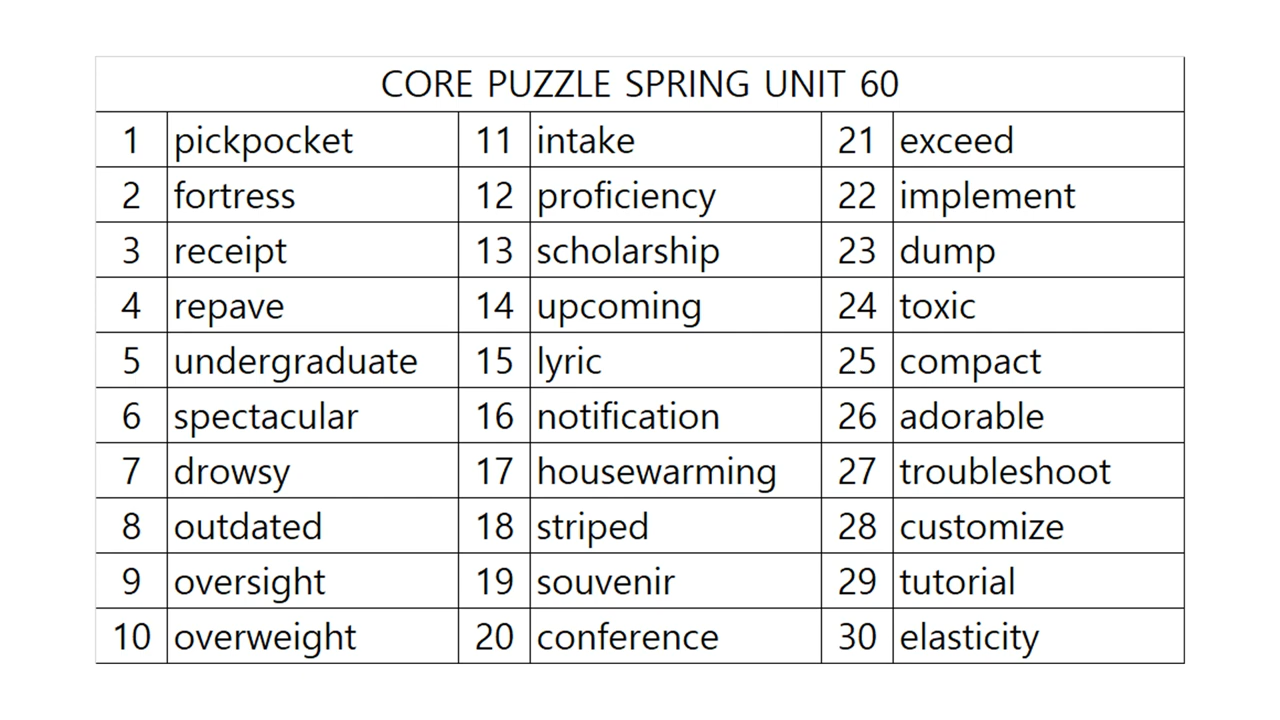 CORE PUZZLE SPRING UNIT 60
1 pickpocket 11 intake 21 exceed
2 fortress 12 proficiency 22 implement
3 receipt 13 scholarship 23 dump
4 repave 14 upcoming 24 toxic
5 undergraduate 15 lyric 25 compact
6 spectacular 16 notification 26 adorable
7 drowsy 17 housewarming 27 troubleshoot
8 outdated 18 striped 28 customize
9 oversight 19 souvenir 29 tutorial
10 overweight 20 conference 30 elasticity